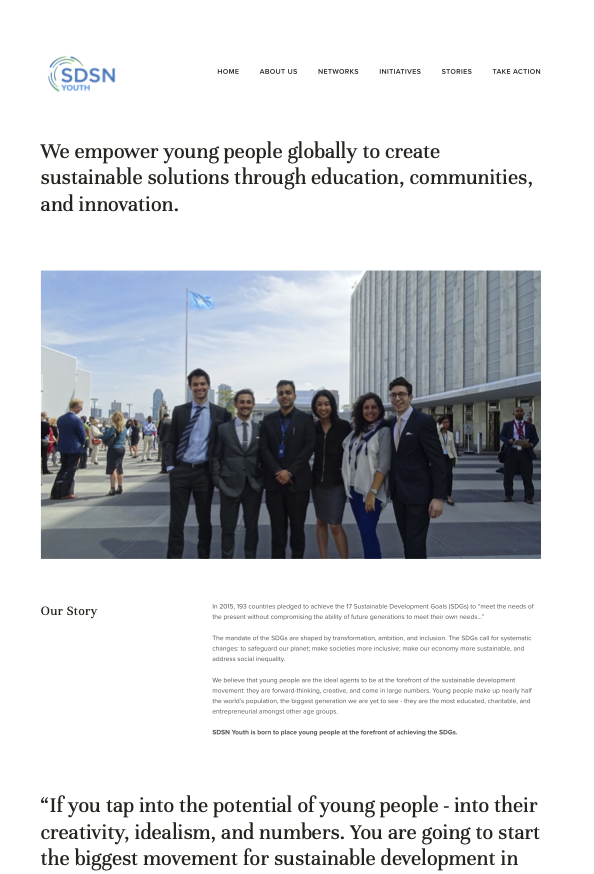 SDSN
YOUTH
HOME ABOUT US NETWORKS INITIATIVES STORIES TAKE ACTION
We empower young people globally to create
sustainable solutions through education, communities,
and innovation.
Our Story
In 2015, 193 countries pledged to achieve the 17 Sustainable Development Goals (SDGs) to "meet the needs of
the present without compromising the ability of future generations to meet their own needs..."
The mandate of the SDGs are shaped by transformation, ambition, and inclusion. The SDGs call for systematic
changes: to safeguard our planet; make societies more inclusive; make our economy more sustainable, and
address social inequality.
We believe that young people are the ideal agents to be at the forefront of the sustainable development
movement: they are forward-thinking, creative, and come in large numbers. Young people make up nearly half
the world's population, the biggest generation we are yet to see - they are the most educated, charitable, and
entrepreneurial amongst other age groups.
SDSN Youth is born to place young people at the forefront of achieving the SDGs.
“If you tap into the potential of young people - into their
creativity, idealism, and numbers. You are going to start
the biggest movement for sustainable development in